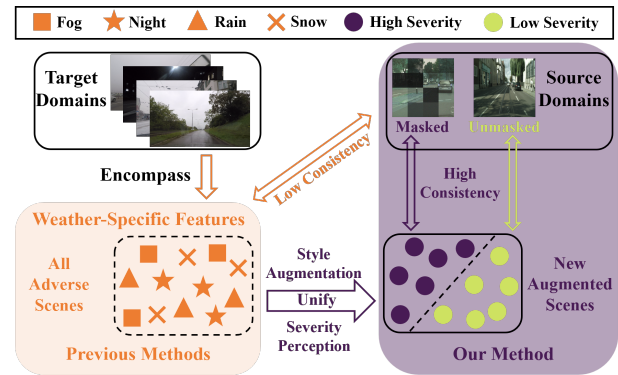 Fog Night Rain Snow High Severity Low Severity
Target
Domains
Source
Domains
Masked
Unmasked
Encompass
Low Consistency
High
Consistency
Weather-Specific Features
All
Adverse
Scenes
Previous Methods
Style
Augmentation
Unify
Severity
Perception
New
Augmented
Scenes
Our Method